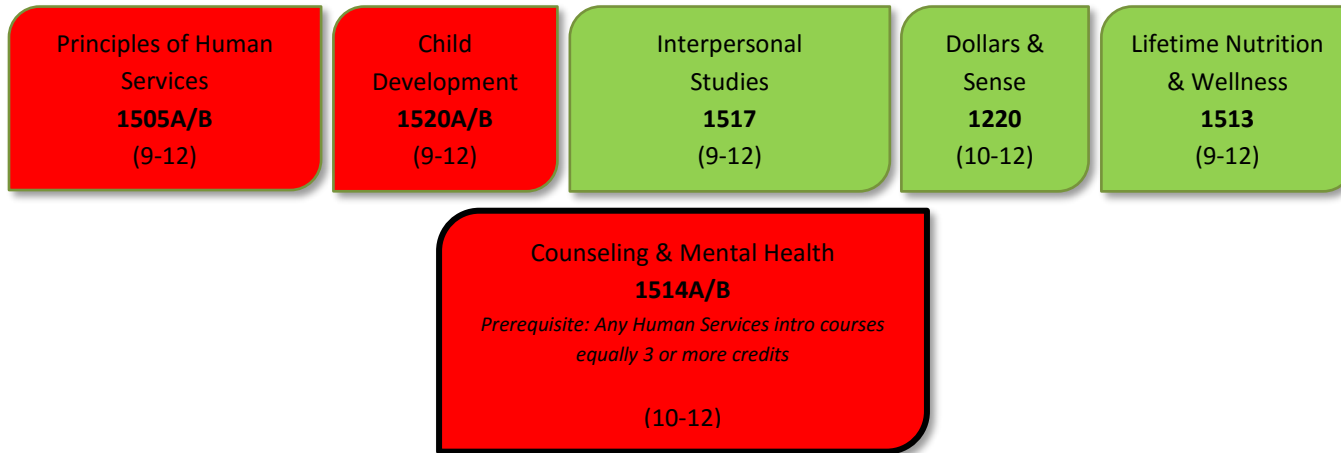 Principles of Human
Services
1505A/B
(9-12)
Child
Development
1520A/B
(9-12)
Interpersonal
Studies
1517
(9-12)
Dollars &
Sense
1220
(10-12)
Lifetime Nutrition
& Wellness
1513
(9-12)
Counseling & Mental Health
1514A/B
Prerequisite: Any Human Services intro courses
equally 3 or more credits
(10-12)